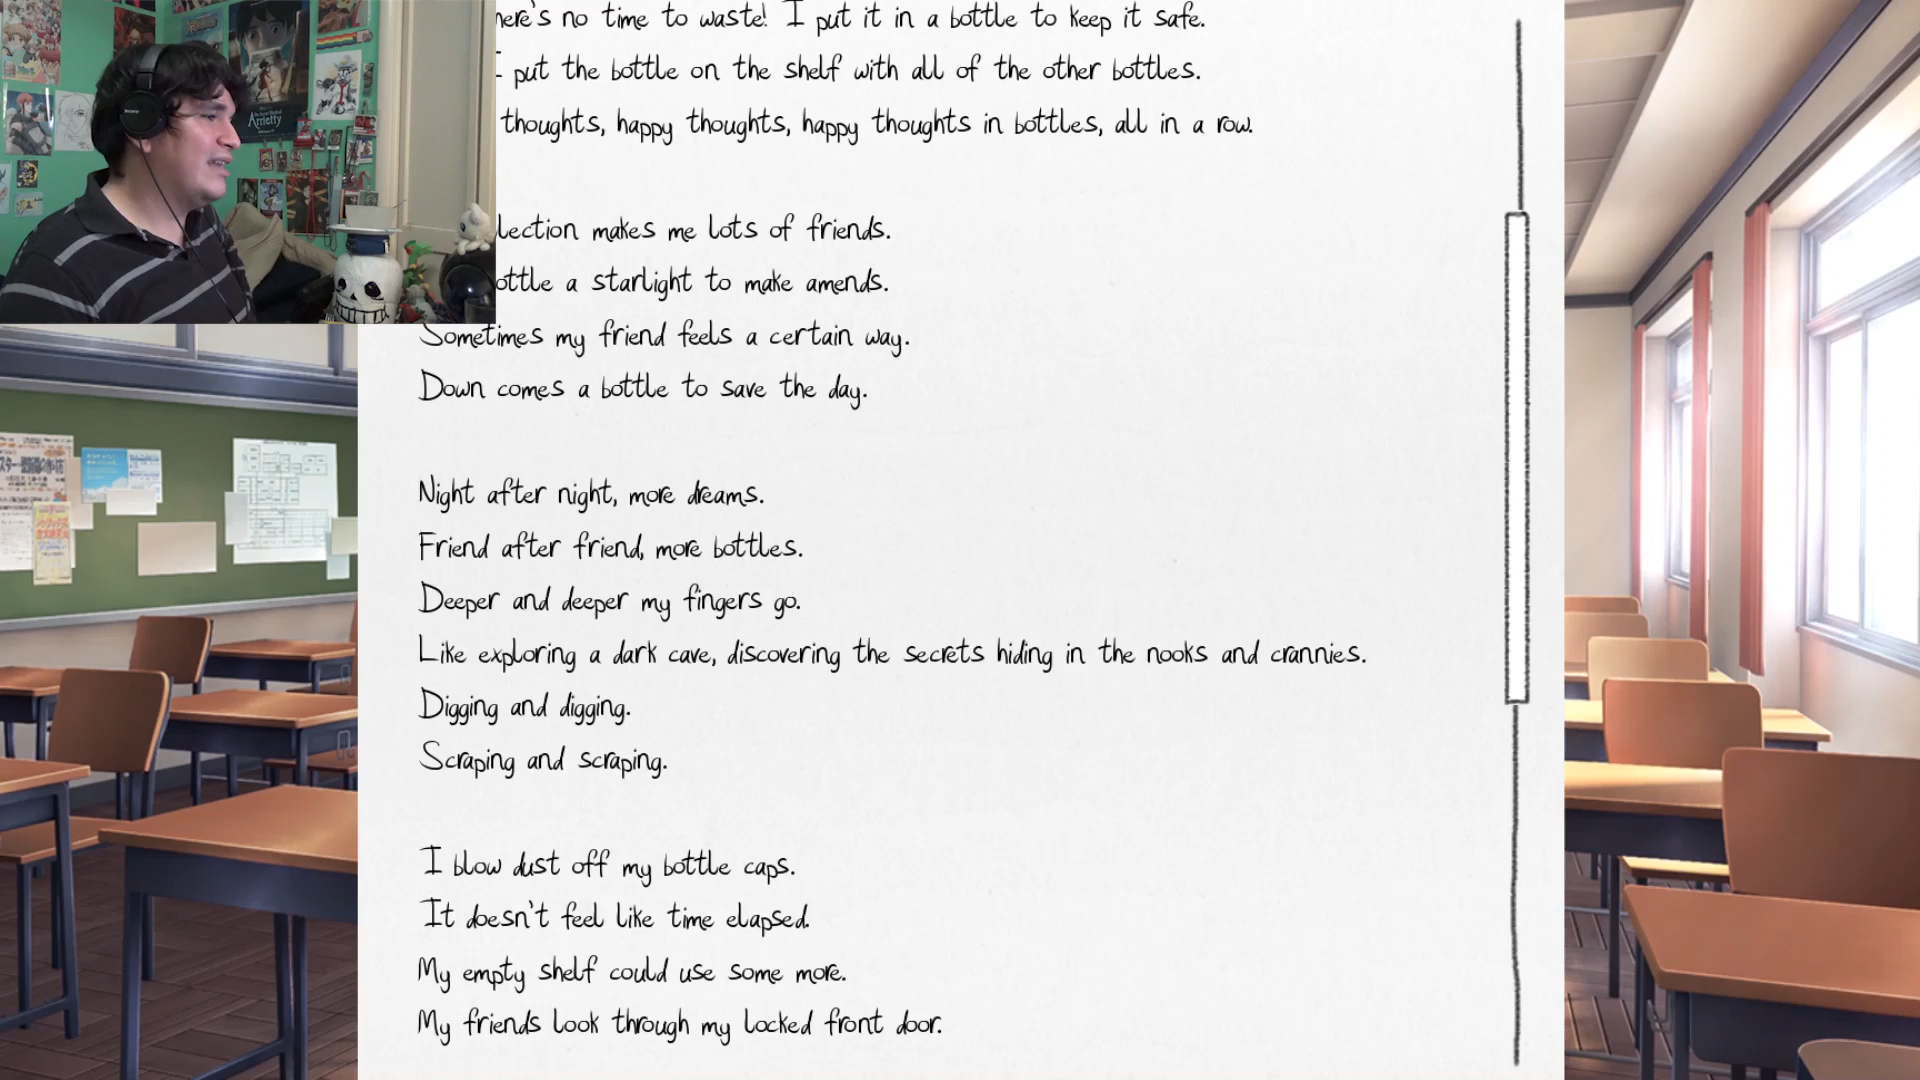 no time to waste! I put it in a bottle to keep it safe.
put the bottle on the shelf with all of the other bottles.
thoughts, happy thoughts, happy thoughts in bottles, all in a row.
lection makes me lots of friends.
ottle a starlight to make amends.
Sometimes my friend feels a certain way.
Down comes a bottle to save the day.
Night after night, more dreams.
Friend after friend, more bottles.
Deeper and deeper my fingers go.
Like exploring a dark cave, discovering the secrets hiding in the nooks and crannies.
Digging and digging.
Scraping and scraping.
I blow dust off my bottle caps.
It doesn't feel like time elapsed.
My empty shelf could use some more.
My friends look through my locked front door.
Arrietty
SONY